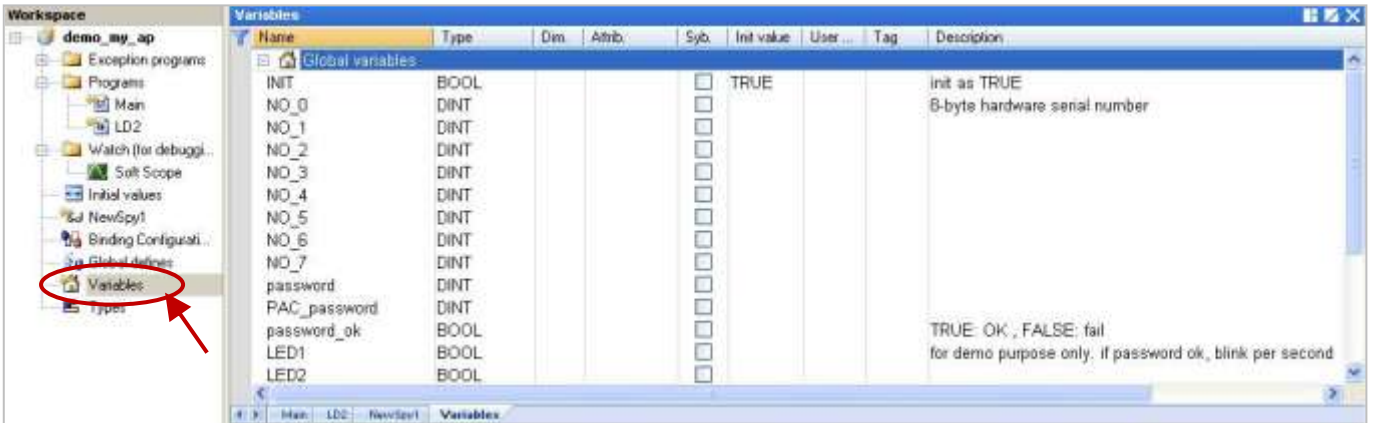 Workspace
demo_my_ap
Exception programs
Programs
Main
LD2
Watch (for debuggi...
Soft Scope
Initial values
NewSpy1
Binding Configurati...
Global defines
Variables
Types
Variables
Name Type Dim. Attrib. Syb. Init value User ... Tag Description
Global variables
INIT BOOL TRUE init as TRUE
NO_0 DINT 8-byte hardware serial number
NO_1 DINT
NO_2 DINT
NO_3 DINT
NO_4 DINT
NO_5 DINT
NO_6 DINT
NO_7 DINT
password DINT
PAC_password DINT
password_ok BOOL TRUE: OK , FALSE: fail
LED1 BOOL for demo purpose only. if password ok, blink per second
LED2 BOOL
Main LD2 NewSpy1 Variables